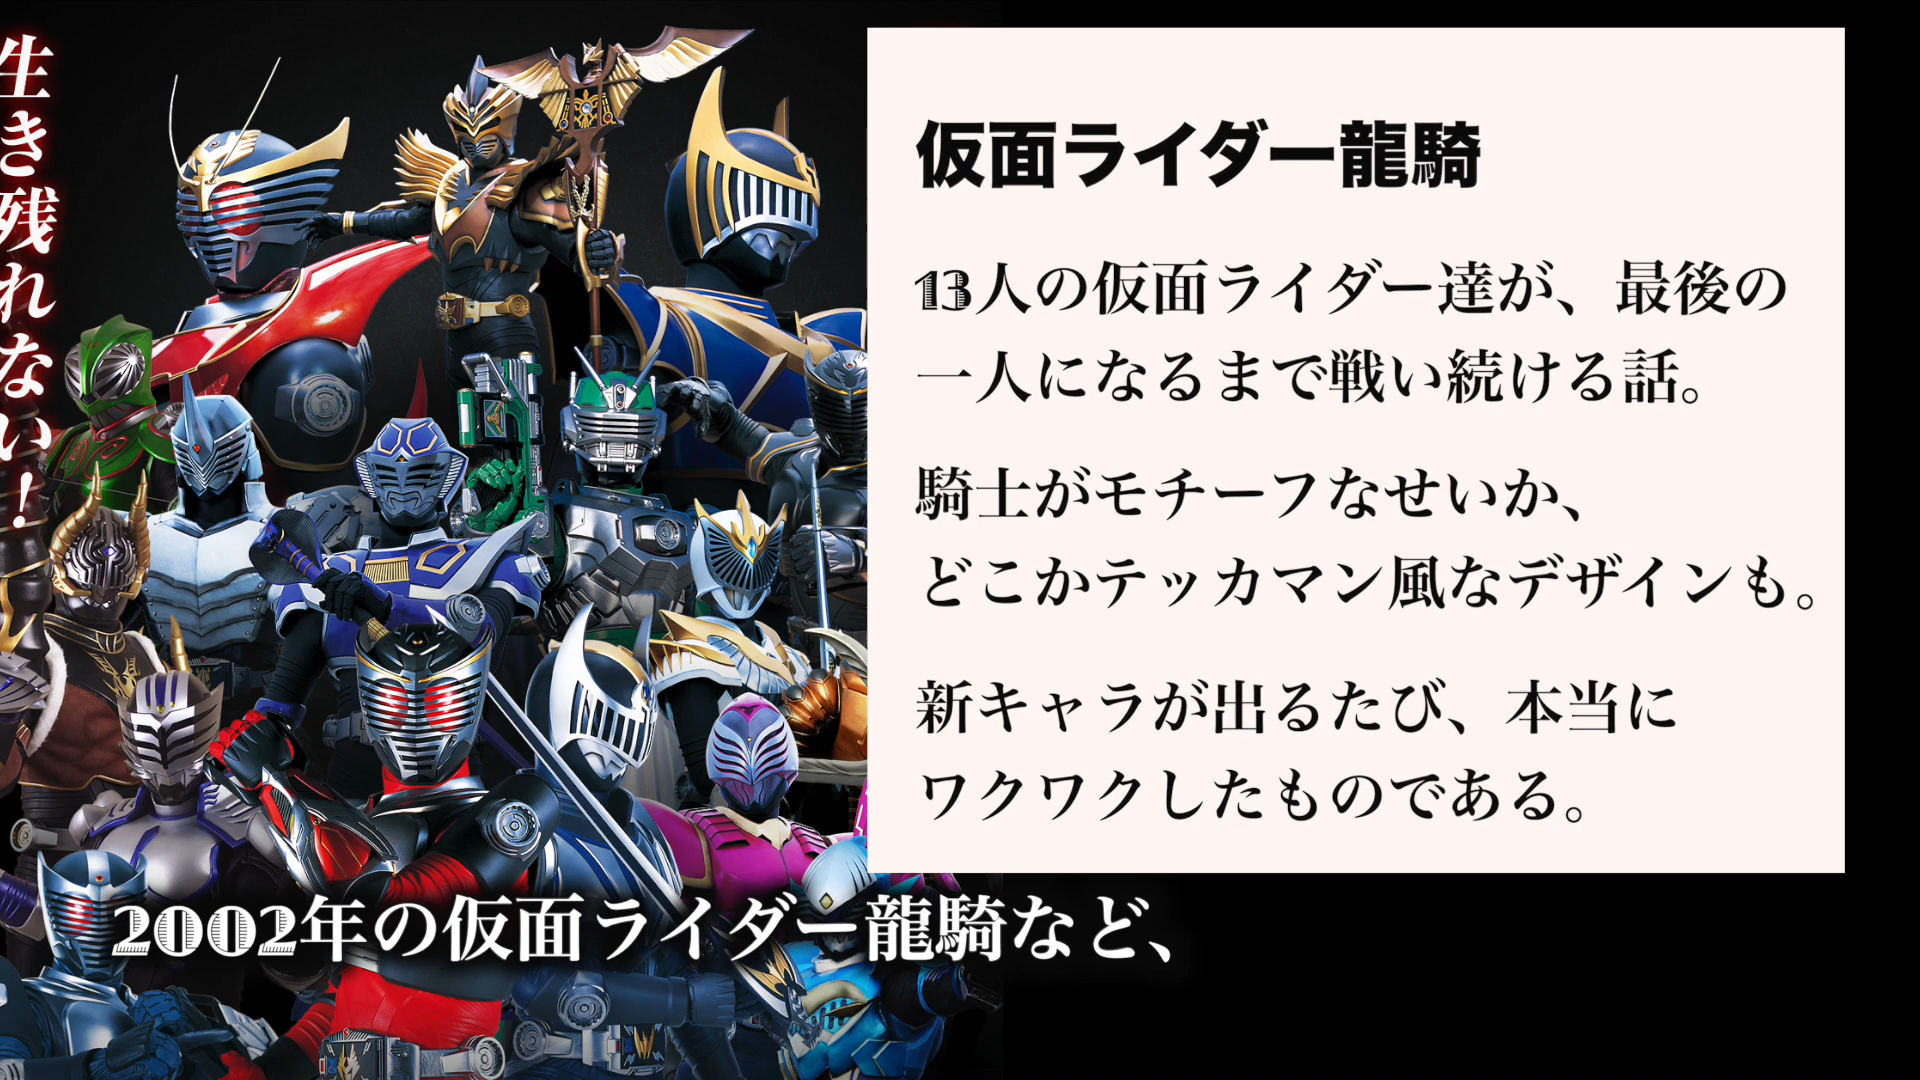 生き残れない！
仮面ライダー龍騎
13人の仮面ライダー達が、最後の
一人になるまで戦い続ける話。
騎士がモチーフなせいか、
どこかテッカマン風なデザインも。
新キャラが出るたび、本当に
ワクワクしたものである。
2002年の仮面ライダー龍騎など、